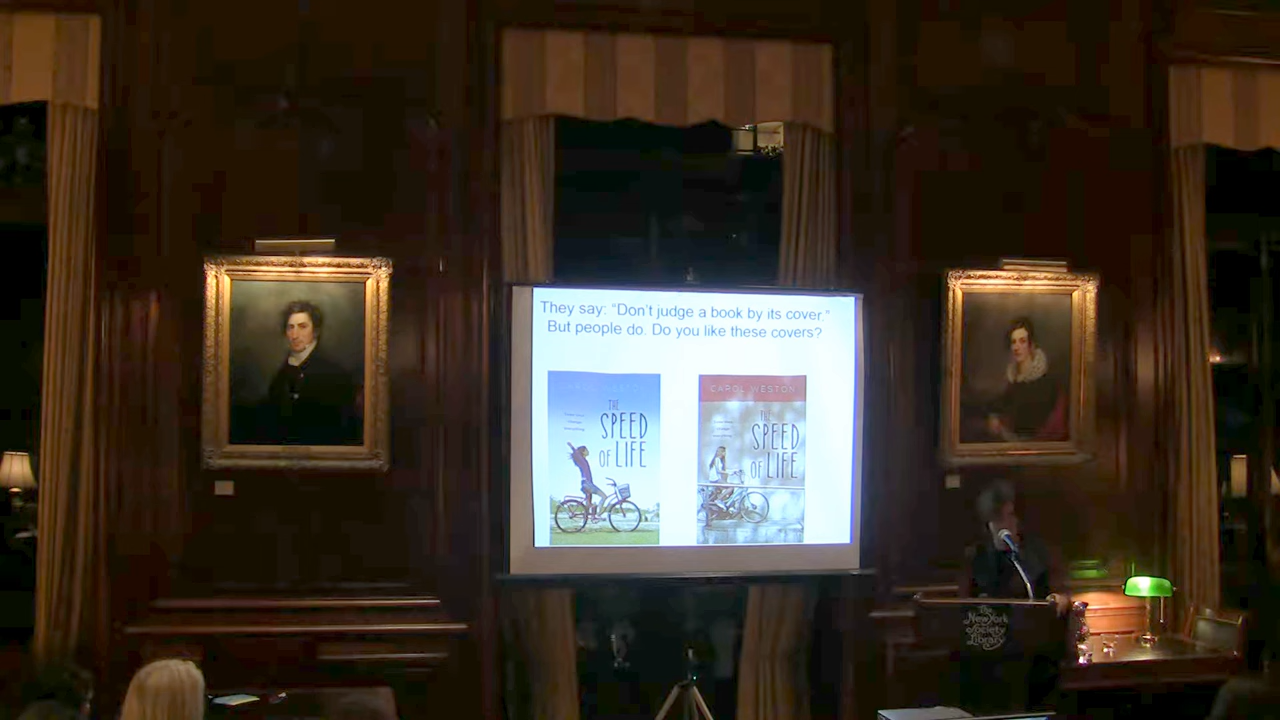 They say: “Don’t judge a book by its cover.”
But people do. Do you like these covers?
CAROL WESTON
THE
SPEED
OF LIFE
CAROL WESTON
THE
SPEED
OF LIFE
The
New York
Society
Library